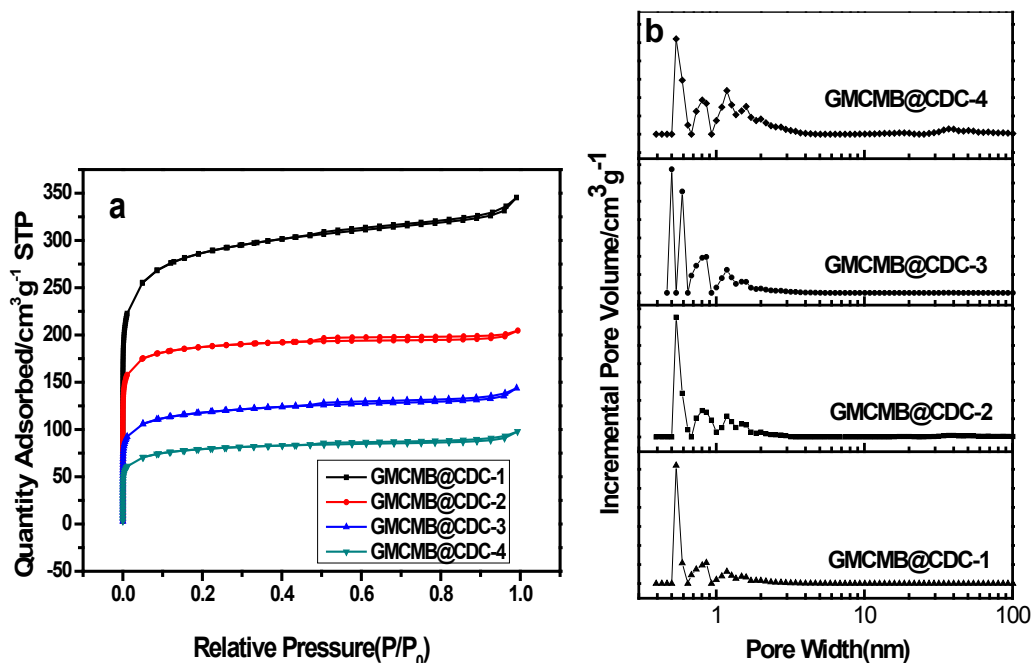 a
Quantity Adsorbed/cm³g⁻¹ STP
350
300
250
200
150
100
50
0
-50
0.0 0.2 0.4 0.6 0.8 1.0
Relative Pressure(P/P₀)
GMCMB@CDC-1
GMCMB@CDC-2
GMCMB@CDC-3
GMCMB@CDC-4
b
Incremental Pore Volume/cm³g⁻¹
GMCMB@CDC-4
GMCMB@CDC-3
GMCMB@CDC-2
GMCMB@CDC-1
1 10 100
Pore Width(nm)